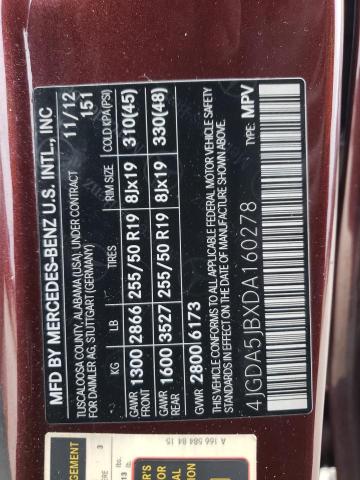 MFD BY MERCEDES-BENZ U.S. INTL., INC
TUSCALOOSA COUNTY, ALABAMA (USA), UNDER CONTRACT 11/12
FOR DAIMLER AG, STUTTGART (GERMANY) 151
KG LB TIRES RIM SIZE COLD KPA(PSI)
GAWR FRONT 1300 2866 255/50 R19 8Jx19 310(45)
GAWR REAR 1600 3527 255/50 R19 8Jx19 330(48)
GVWR 2800 6173
THIS VEHICLE CONFORMS TO ALL APPLICABLE FEDERAL MOTOR VEHICLE SAFETY
STANDARDS IN EFFECT ON THE DATE OF MANUFACTURE SHOWN ABOVE
4JGDA5JBXDA160278 TYPE: MPV
A 166 584 84 15